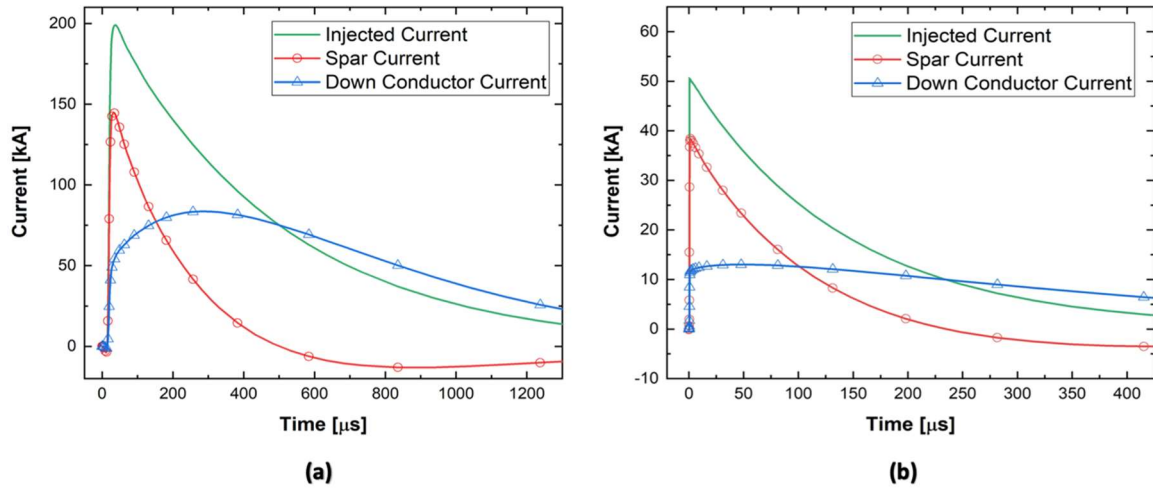 200
150
100
50
0
Current [kA]
0
200
400
600
800
1000
1200
Time [μs]
Injected Current
Spar Current
Down Conductor Current
(a)
60
50
40
30
20
10
0
-10
Current [kA]
0
50
100
150
200
250
300
350
400
Time [μs]
Injected Current
Spar Current
Down Conductor Current
(b)